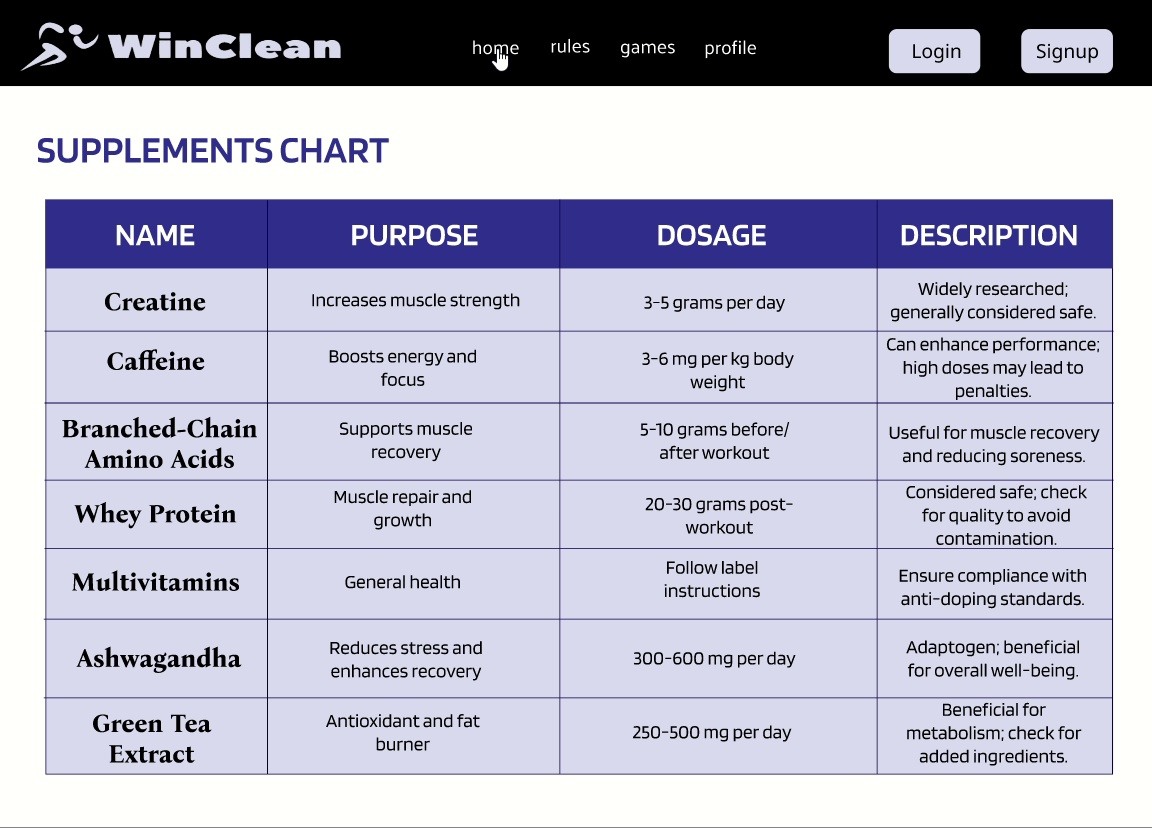 WinClean
home rules games profile
Login
Signup
SUPPLEMENTS CHART
NAME
PURPOSE
DOSAGE
DESCRIPTION
Creatine
Increases muscle strength
3-5 grams per day
Widely researched;
generally considered safe.
Caffeine
Boosts energy and
focus
3-6 mg per kg body
weight
Can enhance performance;
high doses may lead to
penalties.
Branched-Chain
Amino Acids
Supports muscle
recovery
5-10 grams before/
after workout
Useful for muscle recovery
and reducing soreness.
Whey Protein
Muscle repair and
growth
20-30 grams post-
workout
Considered safe; check
for quality to avoid
contamination.
Multivitamins
General health
Follow label
instructions
Ensure compliance with
anti-doping standards.
Ashwagandha
Reduces stress and
enhances recovery
300-600 mg per day
Adaptogen; beneficial
for overall well-being.
Green Tea
Extract
Antioxidant and fat
burner
250-500 mg per day
Beneficial for
metabolism; check for
added ingredients.